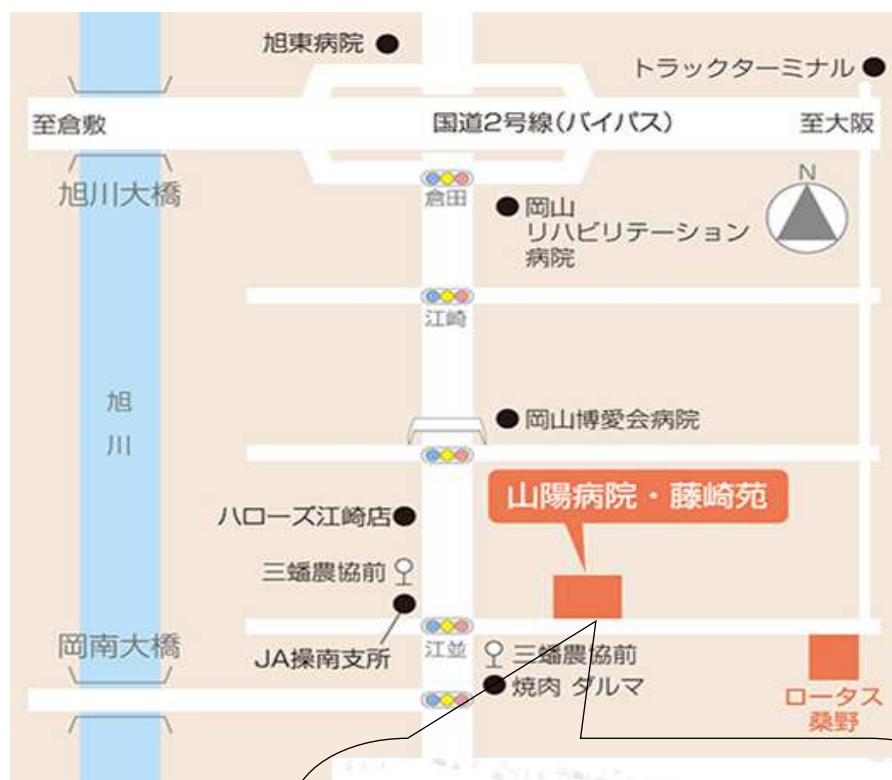 旭東病院
トラックターミナル
至倉敷
国道2号線(バイパス)
至大阪
旭川大橋
倉田
N
岡山
リハビリテーション
病院
江崎
旭
川
岡山博愛会病院
山陽病院・藤崎苑
ハローズ江崎店
三蟠農協前
JA操南支所
江並
三蟠農協前
焼肉 ダルマ
岡南大橋
ロータス
桑野